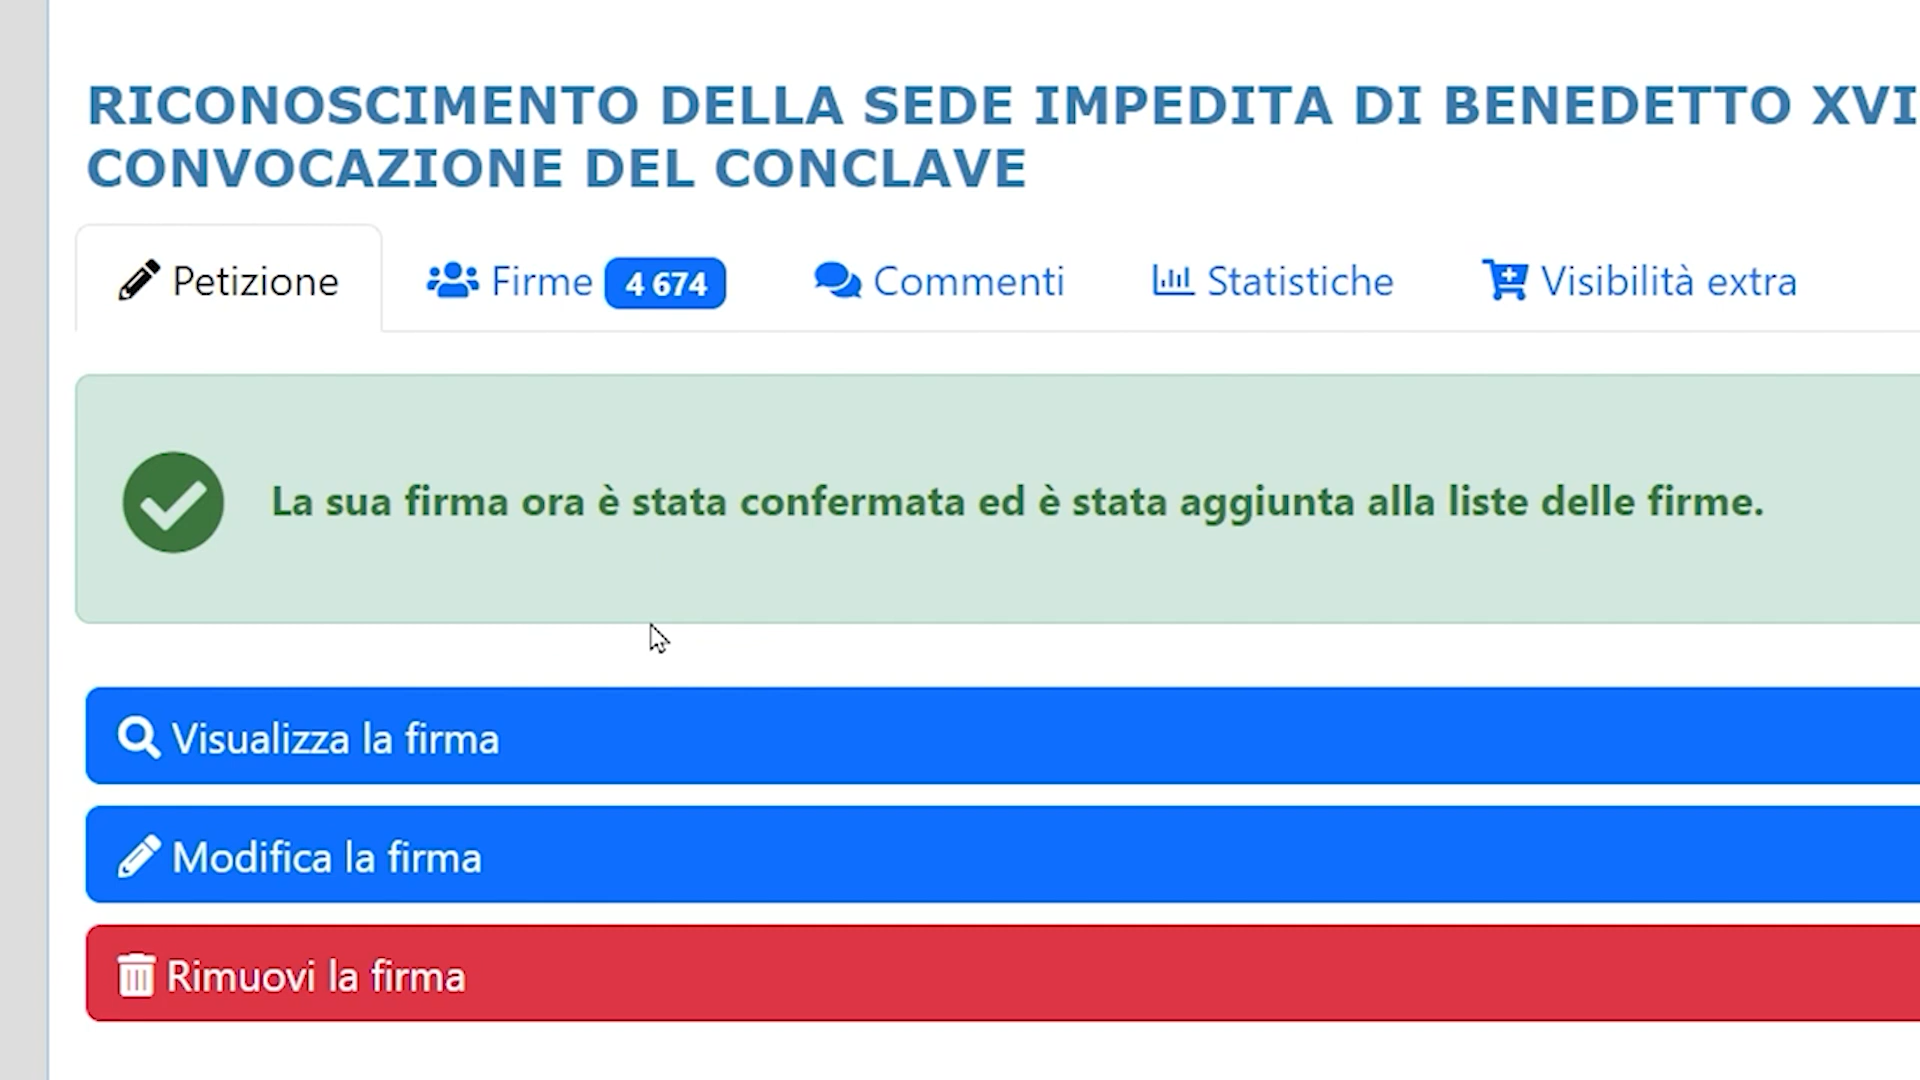 RICONOSCIMENTO DELLA SEDE IMPEDITA DI BENEDETTO XVI
CONVOCAZIONE DEL CONCLAVE
Petizione Firme 4 674 Commenti Statistiche Visibilità extra
La sua firma ora è stata confermata ed è stata aggiunta alla liste delle firme.
Visualizza la firma
Modifica la firma
Rimuovi la firma